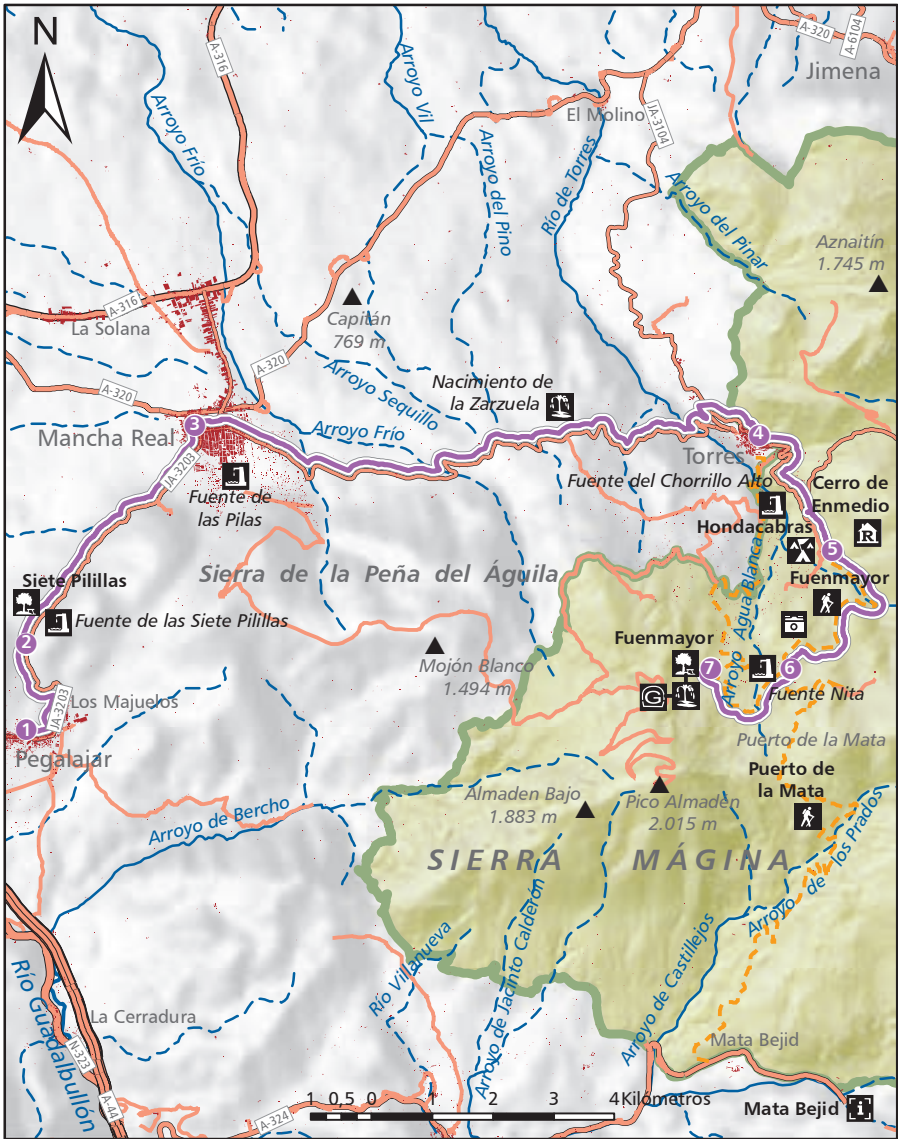 N
A-316
A-320
A-6104
Jimena
Arroyo Frío
Arroyo Vil
El Molino
JA-3104
Arroyo del Pino
Río de Torres
Arroyo del Pinar
Aznaitín
1.745 m
A-316
La Solana
Capitán
769 m
A-320
A-320
Arroyo Sequillo
Nacimiento de
la Zarzuela
3
Mancha Real
Arroyo Frío
4
Torres
JA-3203
Fuente de
las Pilas
Fuente del Chorrillo Alto
Cerro de
Enmedio
R
Hondacabras
5
Sierra de la Peña del Águila
Siete Pilillas
Fuente de las Siete Pilillas
2
Arroyo Agua Blanca
Fuenmayor
Fuenmayor
7
6
G
Fuente Nita
Mojón Blanco
1.494 m
JA-3203
Los Majuelos
1
Pegalajar
Puerto de la Mata
Puerto de
la Mata
Almaden Bajo
1.883 m
Pico Almadén
2.015 m
Arroyo de Bercho
SIERRA MÁGINA
Arroyo de los Prados
Río Villanueva
Arroyo de Jacinto Calderón
Arroyo de Castillejos
Río Guadalbullón
La Cerradura
N-323
A-44
Mata Bejid
A-324
1 0,5 0 1 2 3 4 Kilómetros
Mata Bejid
i